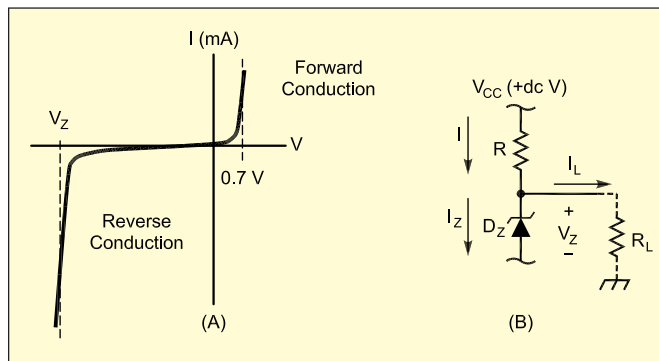 I (mA)
Forward
Conduction
V_Z
V
0.7 V
Reverse
Conduction
(A)
V_CC (+dc V)
I
R
I_L
I_Z
D_Z
+
V_Z
–
R_L
(B)